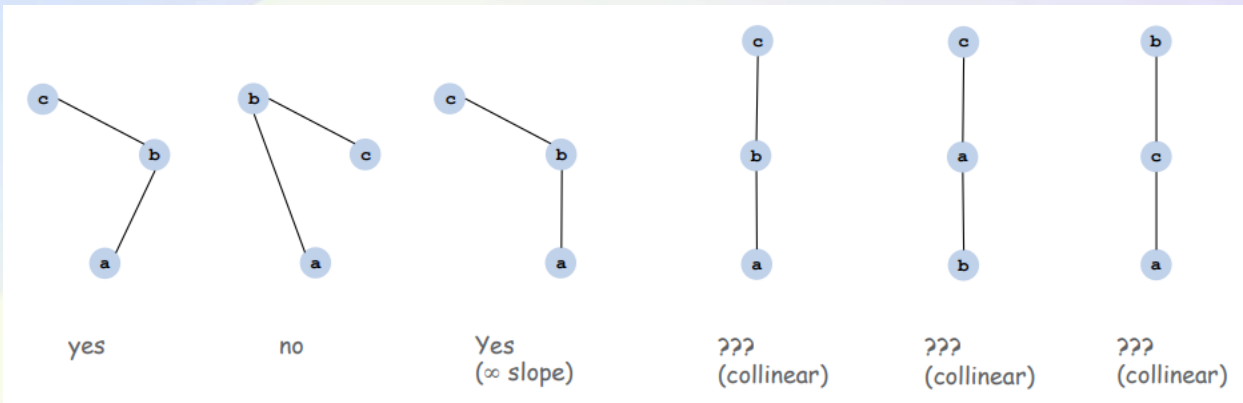 c
b
a
b
c
a
c
b
a
c
b
a
c
a
b
b
c
a
yes
no
Yes
(∞ slope)
???
(collinear)
???
(collinear)
???
(collinear)